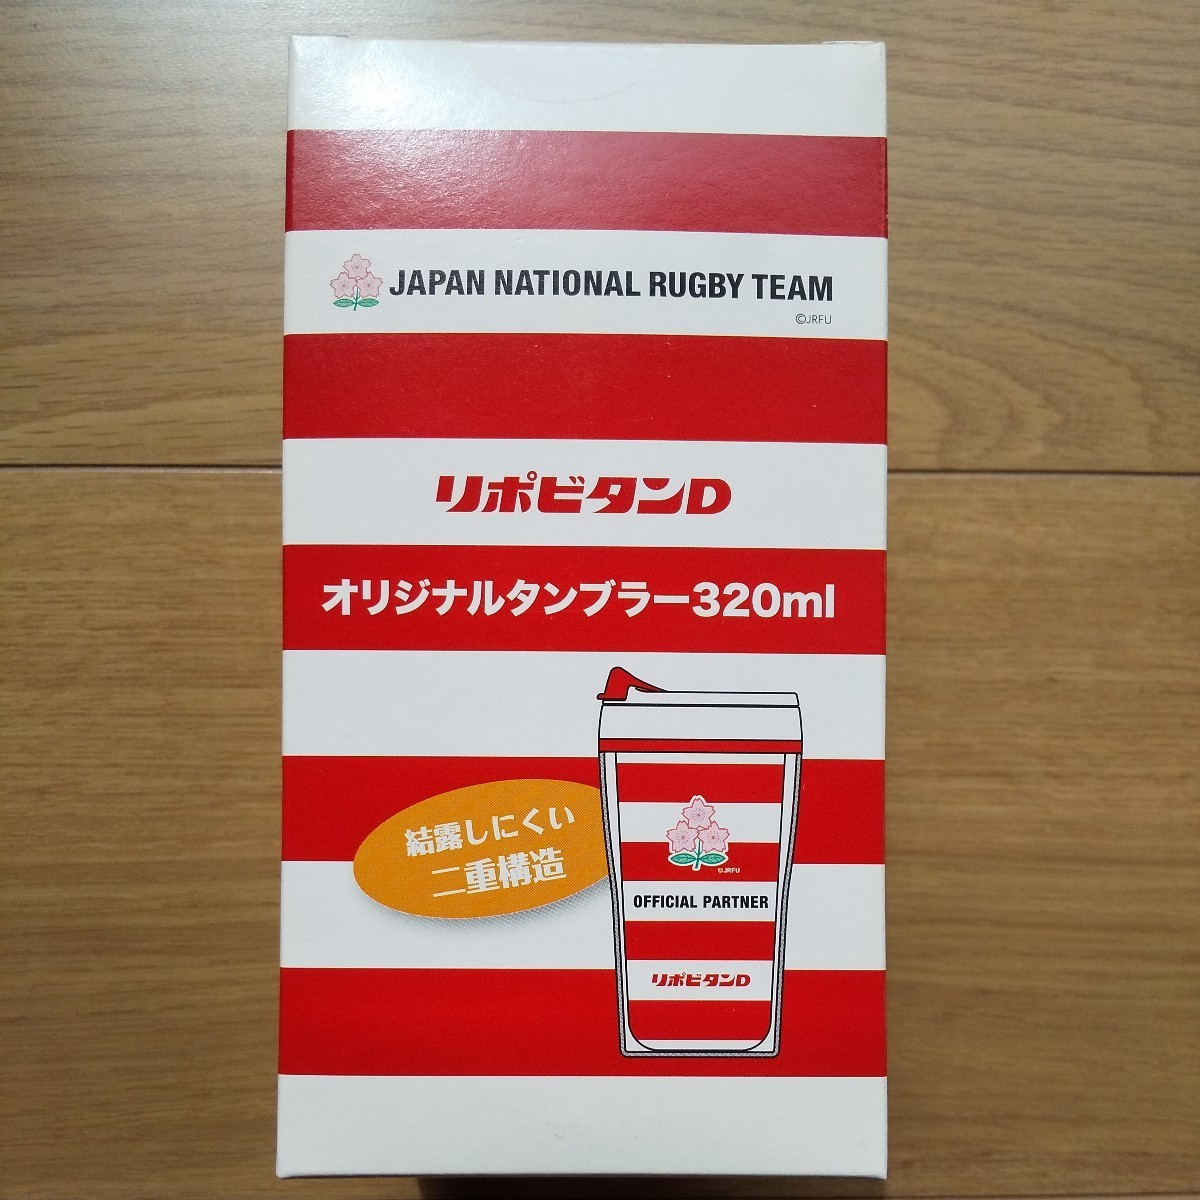 JAPAN NATIONAL RUGBY TEAM
©JRFU
リポビタンD
オリジナルタンブラー320ml
結露しにくい
二重構造
©JRFU
OFFICIAL PARTNER
リポビタンD